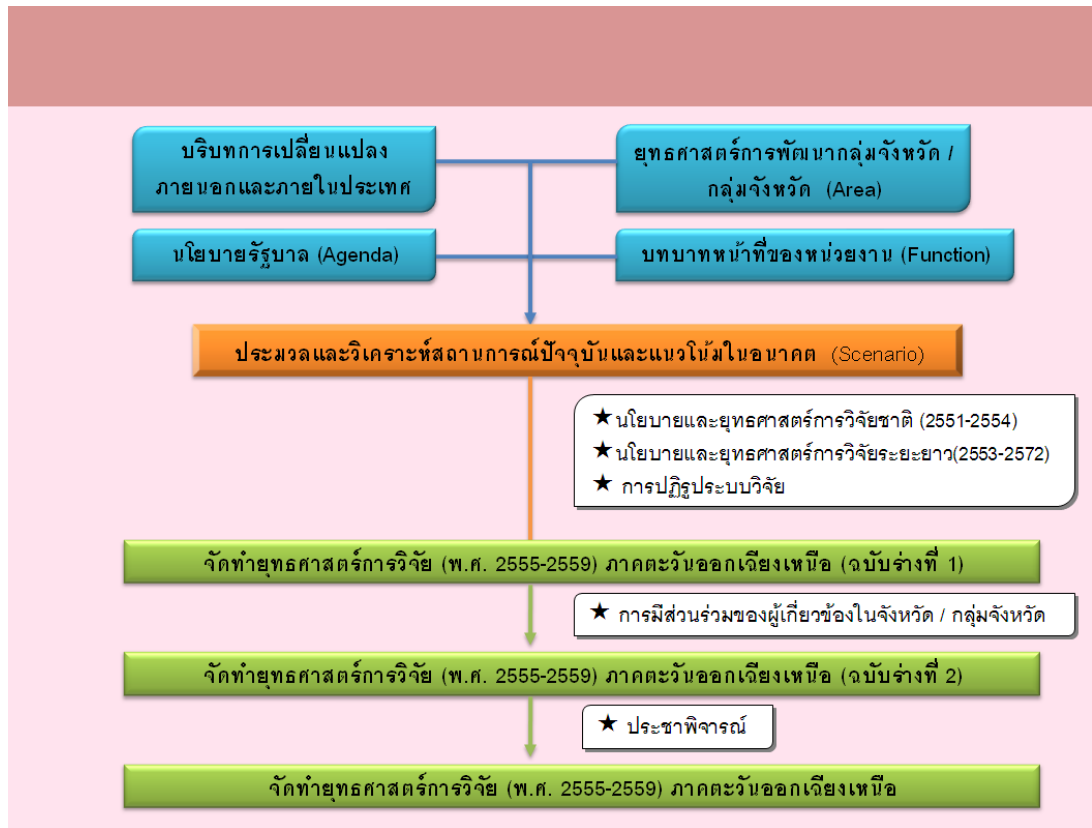 บริบทการเปลี่ยนแปลง
ภายนอกและภายในประเทศ
ยุทธศาสตร์การพัฒนากลุ่มจังหวัด /
กลุ่มจังหวัด (Area)
นโยบายรัฐบาล (Agenda)
บทบาทหน้าที่ของหน่วยงาน (Function)
ประมวลและวิเคราะห์สถานการณ์ปัจจุบันและแนวโน้มในอนาคต (Scenario)
★นโยบายและยุทธศาสตร์การวิจัยชาติ (2551-2554)
★นโยบายและยุทธศาสตร์การวิจัยระยะยาว(2553-2572)
★ การปฏิรูประบบวิจัย
จัดทำยุทธศาสตร์การวิจัย (พ.ศ. 2555-2559) ภาคตะวันออกเฉียงเหนือ (ฉบับร่างที่ 1)
★ การมีส่วนร่วมของผู้เกี่ยวข้องในจังหวัด / กลุ่มจังหวัด
จัดทำยุทธศาสตร์การวิจัย (พ.ศ. 2555-2559) ภาคตะวันออกเฉียงเหนือ (ฉบับร่างที่ 2)
★ ประชาพิจารณ์
จัดทำยุทธศาสตร์การวิจัย (พ.ศ. 2555-2559) ภาคตะวันออกเฉียงเหนือ